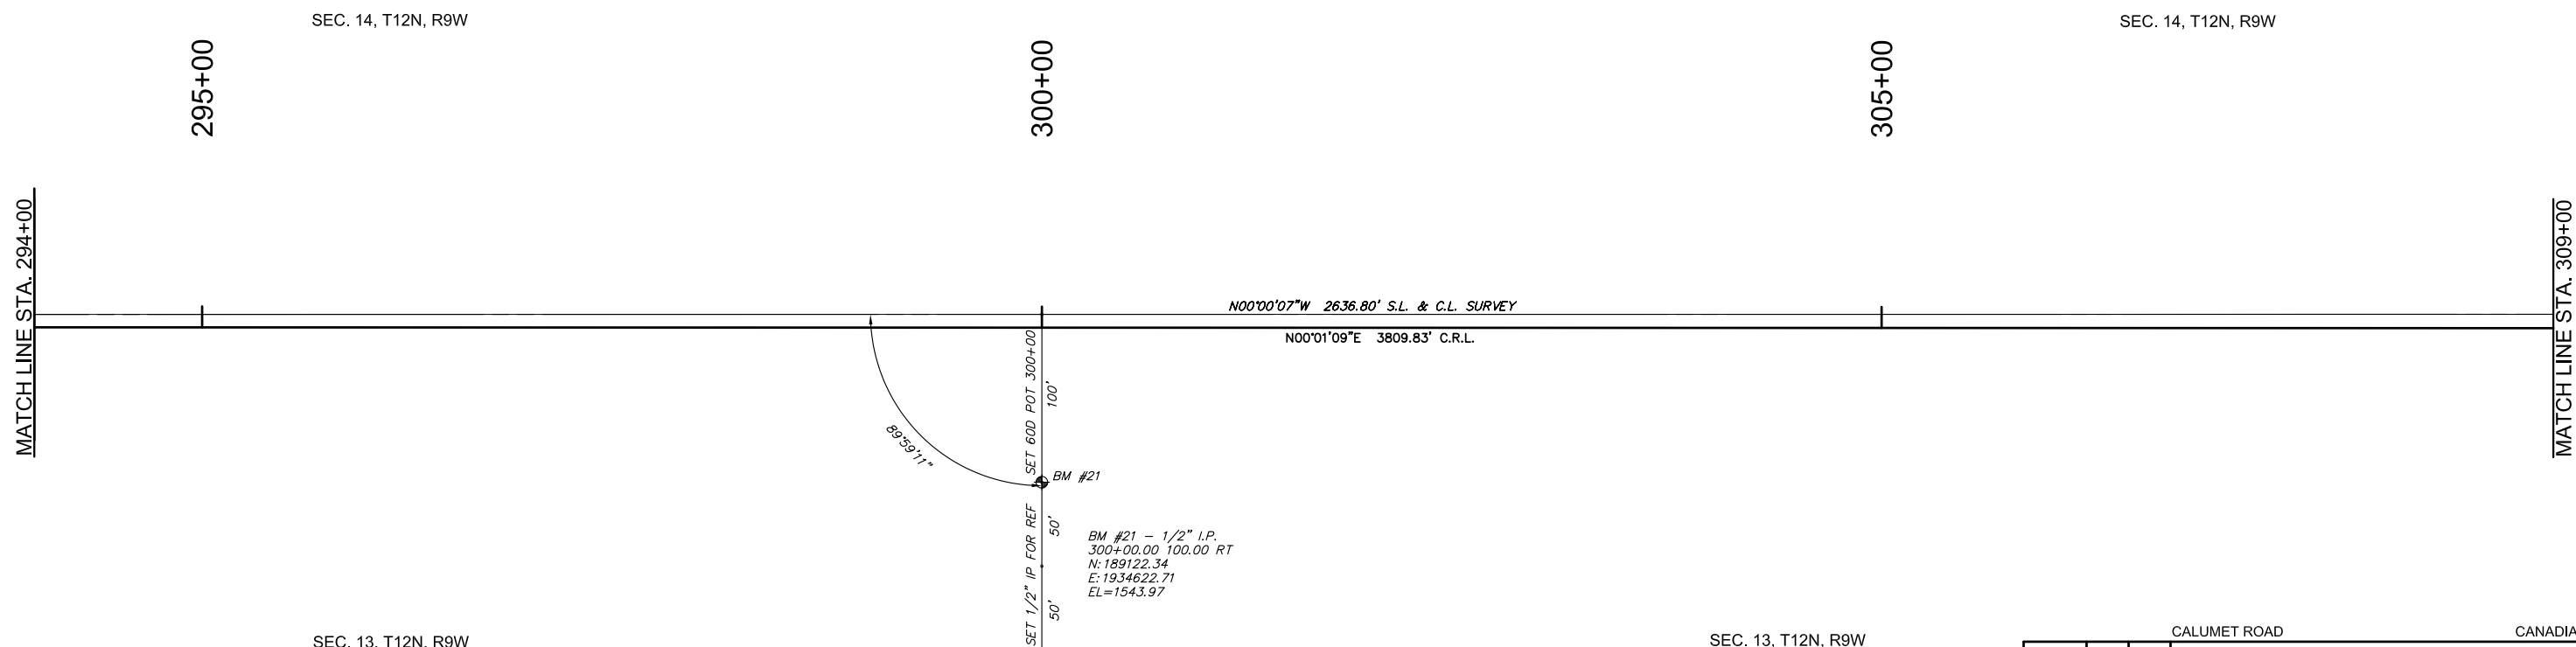 SEC. 14, T12N, R9W
SEC. 14, T12N, R9W
295+00
300+00
305+00
MATCH LINE STA. 294+00
MATCH LINE STA. 309+00
N00°00'07"W 2636.80' S.L. & C.L. SURVEY
N00°01'09"E 3809.83' C.R.L.
SET 60D POT 300+00
100'
89°59'11"
BM #21
SET 1/2" IP FOR REF
50'
BM #21 - 1/2" I.P.
300+00.00 100.00 RT
N:189122.34
E:1934622.71
EL=1543.97
50'
SEC. 13, T12N, R9W
SEC. 13, T12N, R9W
CALUMET ROAD
CANADIA